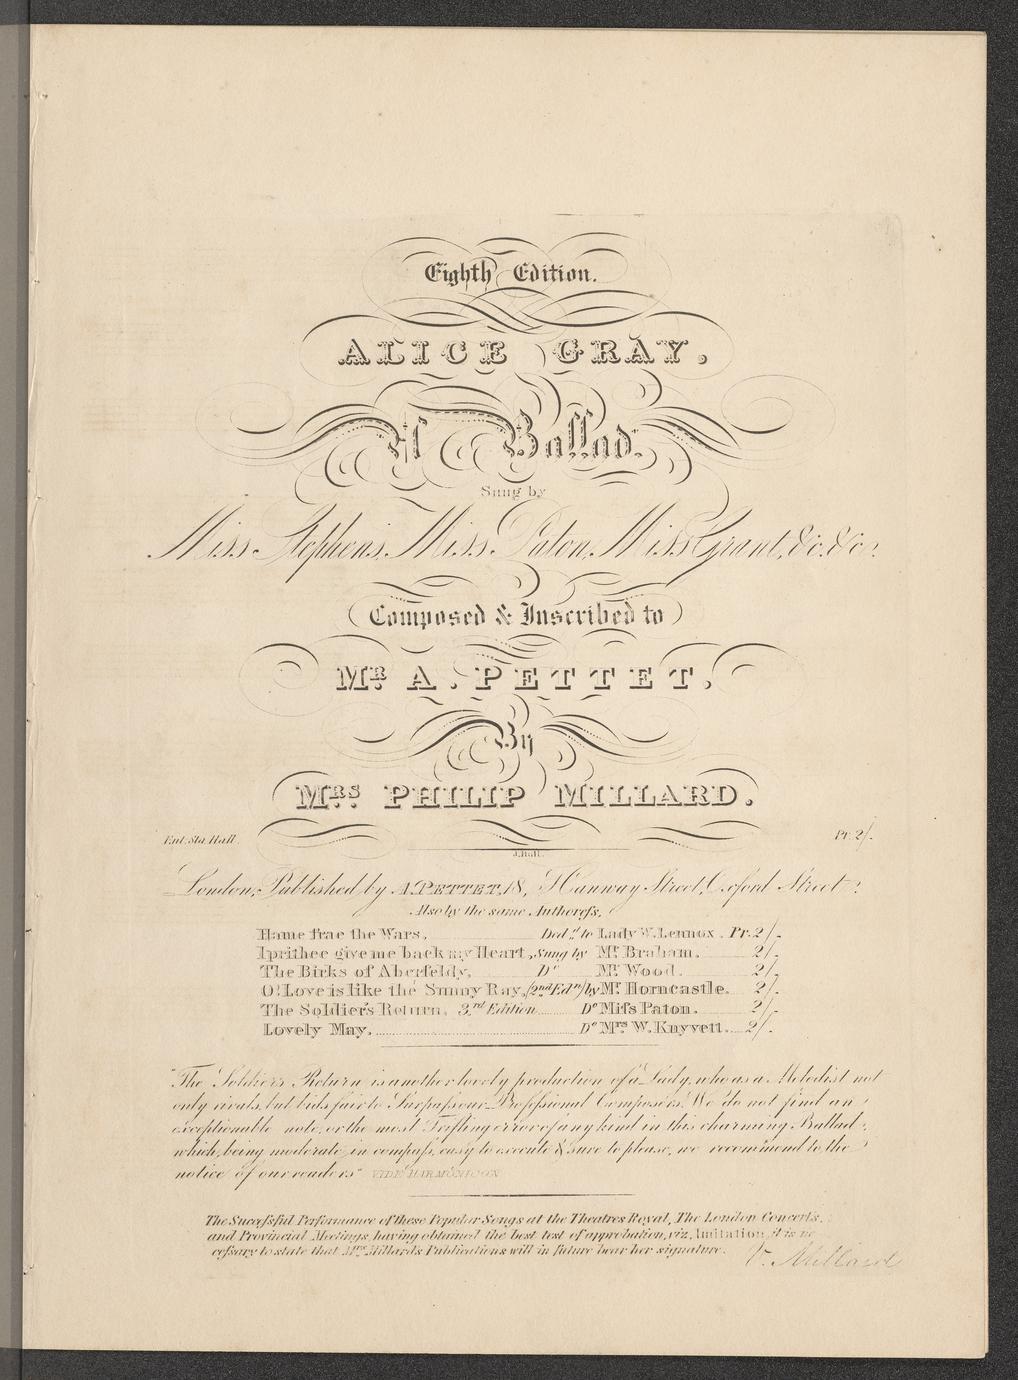 Eighth Edition.
ALICE GRAY.
A Ballad.
Sung by
Miss Stephens, Miss Paton, Miss Grant, &c. &c.
Composed & Inscribed to
Mr. A. PETTET.
By
Mrs. PHILIP MILLARD.
Ent. Sta. Hall. Pr. 2/.
London, Published by A. PETTET, 18, Hanway Street, Oxford Street.
Also by the same Authoreſs.
Hame frae the Wars. Ded.d to Lady W. Lennox. Pr. 2/.
I prithee give me back my Heart, Sung by Mr. Braham. 2/.
The Birks of Aberfeldy, Do Mr. Wood. 2/.
O! Love is like the Sunny Ray, (2nd Edn) by Mr. Horncastle. 2/.
The Soldier's Return. 3.rd Edition Do Miſs Paton. 2/.
Lovely May. Do Mrs W. Knyvett. 2/.
"The Soldier's Return is another lovely production of a Lady, who as a Melodist not
only rivals, but bids fair to Surpaſs our Profeſsional Composers. We do not find an
exceptionable note, or the most Trifling error of any kind in this charming Ballad,
which, being moderate in compaſs, easy to execute & sure to please, we recommend to the
notice of our readers" VIDE HARMONICON
The Succeſsful Performance of these Popular Songs at the Theatres Royal, The London Concerts,
and Provincial Meetings, having obtained the best test of approbation, viz, Imitation, it is ne
ceſsary to state that Mrs Millard's Publications will in future bear her signature.
V. Millard